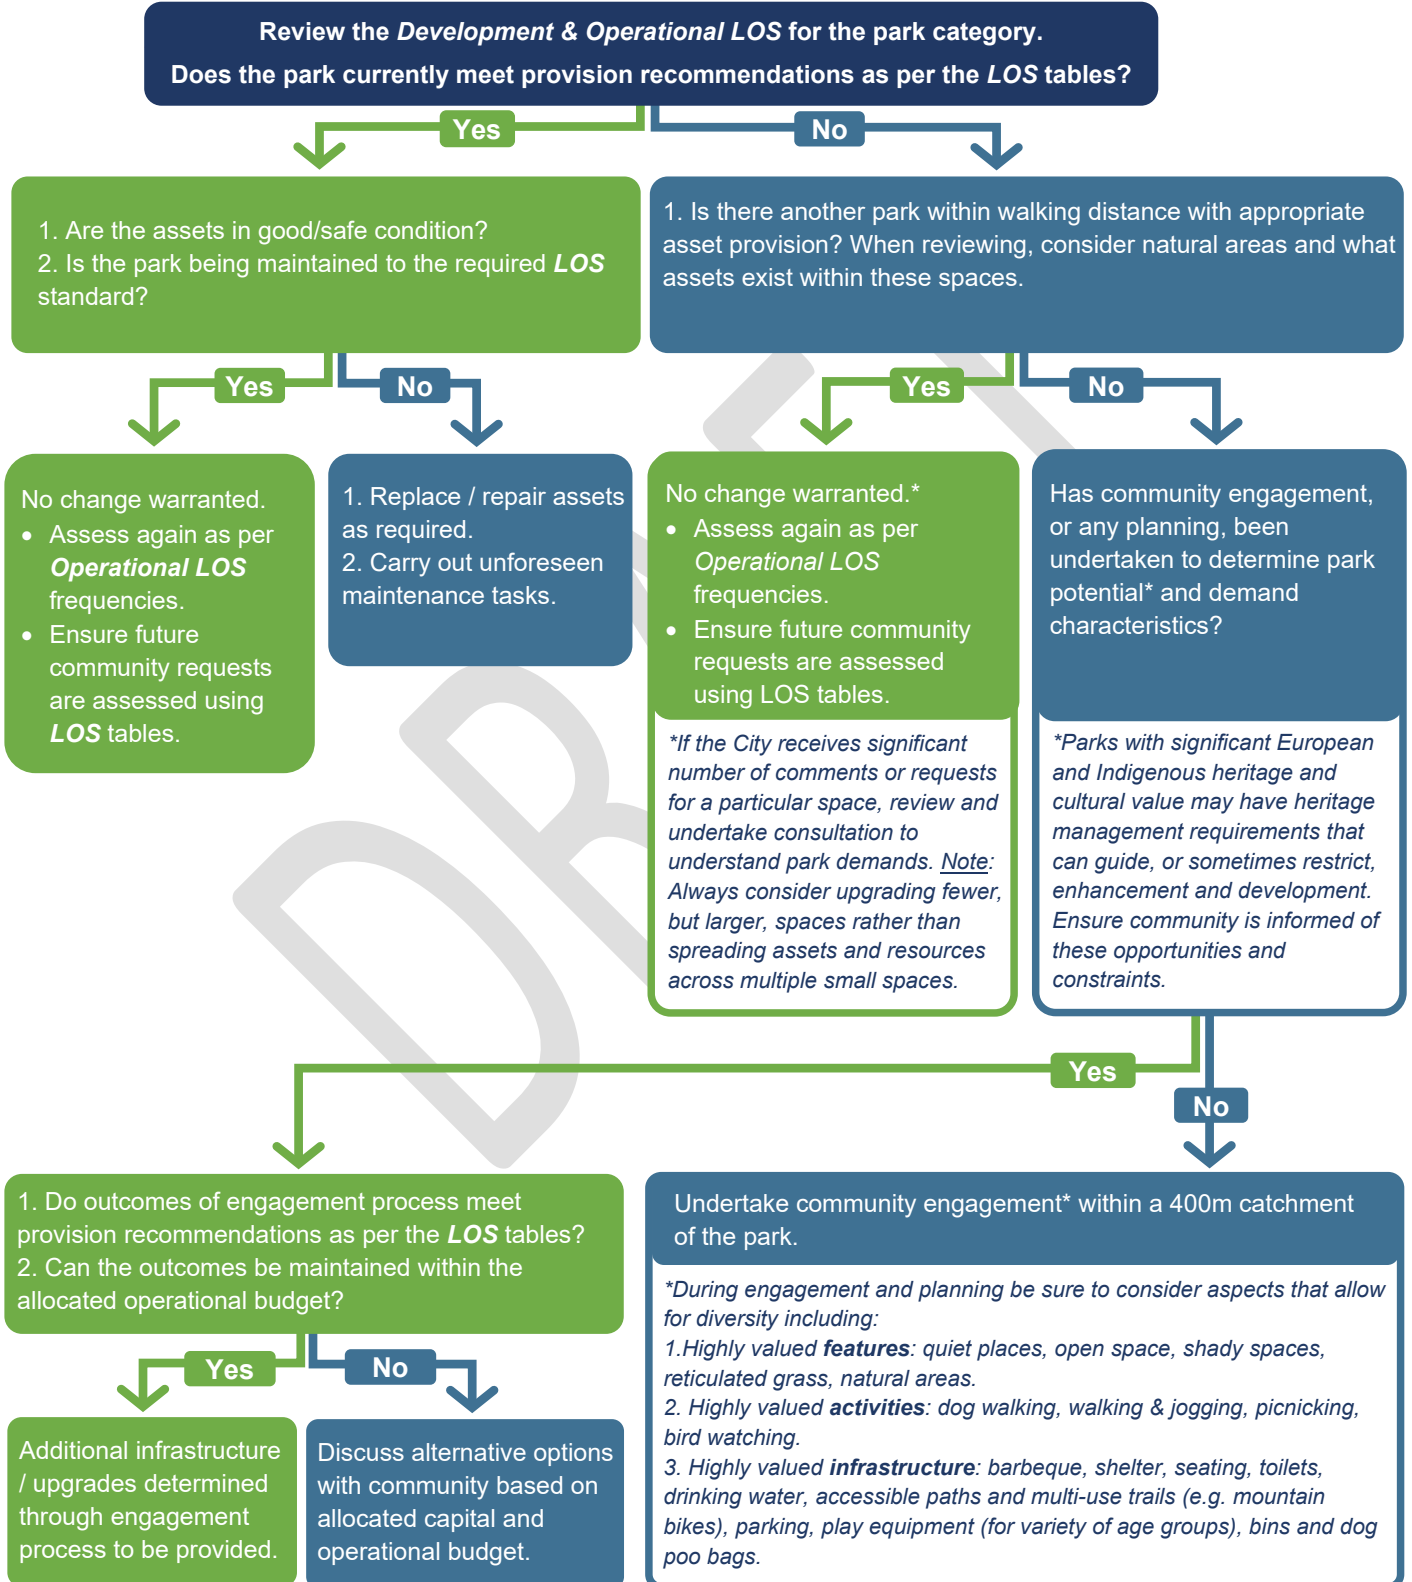 Review the Development & Operational LOS for the park category.
Does the park currently meet provision recommendations as per the LOS tables?
Yes
No
1. Are the assets in good/safe condition?
2. Is the park being maintained to the required LOS
standard?
1. Is there another park within walking distance with appropriate
asset provision? When reviewing, consider natural areas and what
assets exist within these spaces.
Yes
No
Yes
No
No change warranted.
• Assess again as per
Operational LOS
frequencies.
• Ensure future
community requests
are assessed using
LOS tables.
1. Replace / repair assets
as required.
2. Carry out unforeseen
maintenance tasks.
No change warranted.*
• Assess again as per
Operational LOS
frequencies.
• Ensure future community
requests are assessed
using LOS tables.
*If the City receives significant
number of comments or requests
for a particular space, review and
undertake consultation to
understand park demands. Note:
Always consider upgrading fewer,
but larger, spaces rather than
spreading assets and resources
across multiple small spaces.
Has community engagement,
or any planning, been
undertaken to determine park
potential* and demand
characteristics?
*Parks with significant European
and Indigenous heritage and
cultural value may have heritage
management requirements that
can guide, or sometimes restrict,
enhancement and development.
Ensure community is informed of
these opportunities and
constraints.
Yes
No
1. Do outcomes of engagement process meet
provision recommendations as per the LOS tables?
2. Can the outcomes be maintained within the
allocated operational budget?
Yes
No
Additional infrastructure
/ upgrades determined
through engagement
process to be provided.
Discuss alternative options
with community based on
allocated capital and
operational budget.
Undertake community engagement* within a 400m catchment
of the park.
*During engagement and planning be sure to consider aspects that allow
for diversity including:
1.Highly valued features: quiet places, open space, shady spaces,
reticulated grass, natural areas.
2. Highly valued activities: dog walking, walking & jogging, picnicking,
bird watching.
3. Highly valued infrastructure: barbeque, shelter, seating, toilets,
drinking water, accessible paths and multi-use trails (e.g. mountain
bikes), parking, play equipment (for variety of age groups), bins and dog
poo bags.
DRAFT